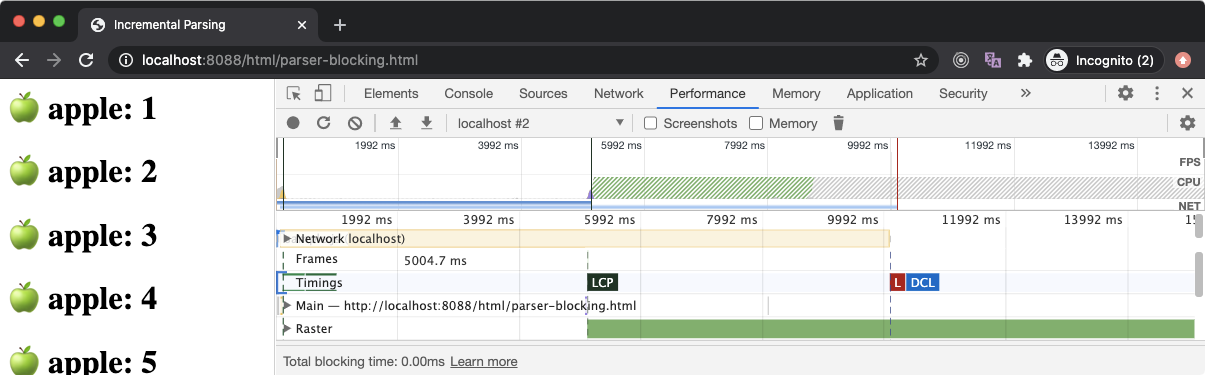 Incremental Parsing
localhost:8088/html/parser-blocking.html
Incognito (2)
apple: 1
apple: 2
apple: 3
apple: 4
apple: 5
Elements Console Sources Network Performance Memory Application Security
localhost #2 Screenshots Memory
1992 ms 3992 ms 5992 ms 7992 ms 9992 ms 11992 ms 13992 ms
FPS
CPU
NET
1992 ms 3992 ms 5992 ms 7992 ms 9992 ms 11992 ms 13992 ms
Network localhost)
Frames 5004.7 ms
Timings LCP L DCL
Main — http://localhost:8088/html/parser-blocking.html
Raster
Total blocking time: 0.00ms Learn more